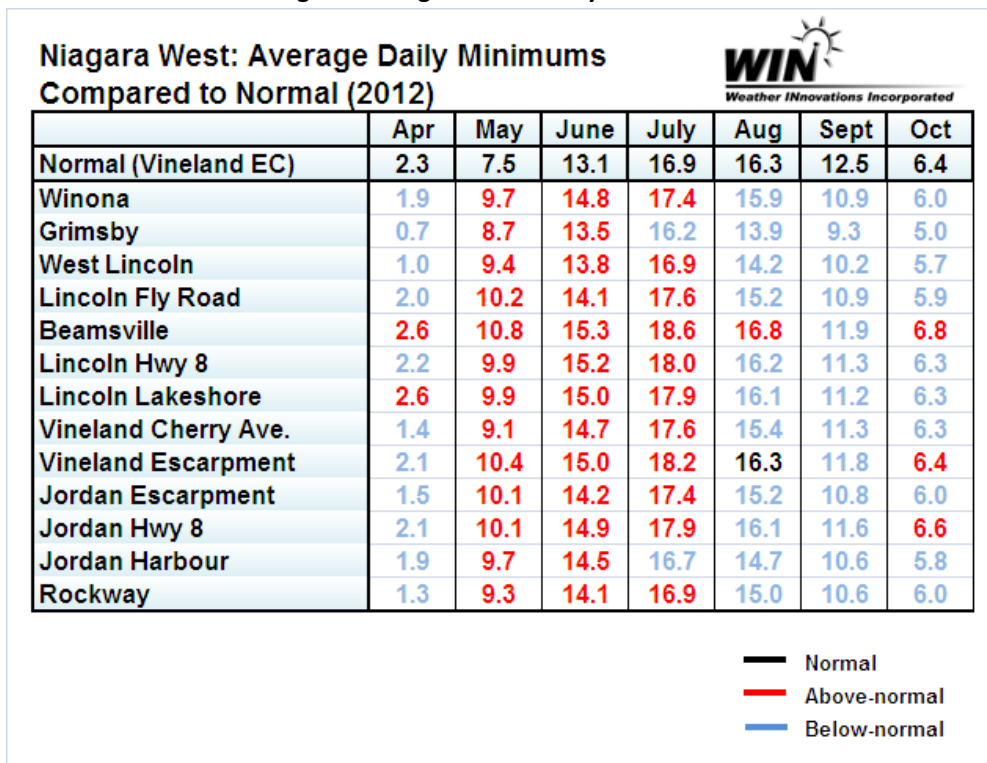 Niagara West: Average Daily Minimums
Compared to Normal (2012)
WIN
Weather INnovations Incorporated
Apr May June July Aug Sept Oct
Normal (Vineland EC) 2.3 7.5 13.1 16.9 16.3 12.5 6.4
Winona 1.9 9.7 14.8 17.4 15.9 10.9 6.0
Grimsby 0.7 8.7 13.5 16.2 13.9 9.3 5.0
West Lincoln 1.0 9.4 13.8 16.9 14.2 10.2 5.7
Lincoln Fly Road 2.0 10.2 14.1 17.6 15.2 10.9 5.9
Beamsville 2.6 10.8 15.3 18.6 16.8 11.9 6.8
Lincoln Hwy 8 2.2 9.9 15.2 18.0 16.2 11.3 6.3
Lincoln Lakeshore 2.6 9.9 15.0 17.9 16.1 11.2 6.3
Vineland Cherry Ave. 1.4 9.1 14.7 17.6 15.4 11.3 6.3
Vineland Escarpment 2.1 10.4 15.0 18.2 16.3 11.8 6.4
Jordan Escarpment 1.5 10.1 14.2 17.4 15.2 10.8 6.0
Jordan Hwy 8 2.1 10.1 14.9 17.9 16.1 11.6 6.6
Jordan Harbour 1.9 9.7 14.5 16.7 14.7 10.6 5.8
Rockway 1.3 9.3 14.1 16.9 15.0 10.6 6.0
Normal
Above-normal
Below-normal